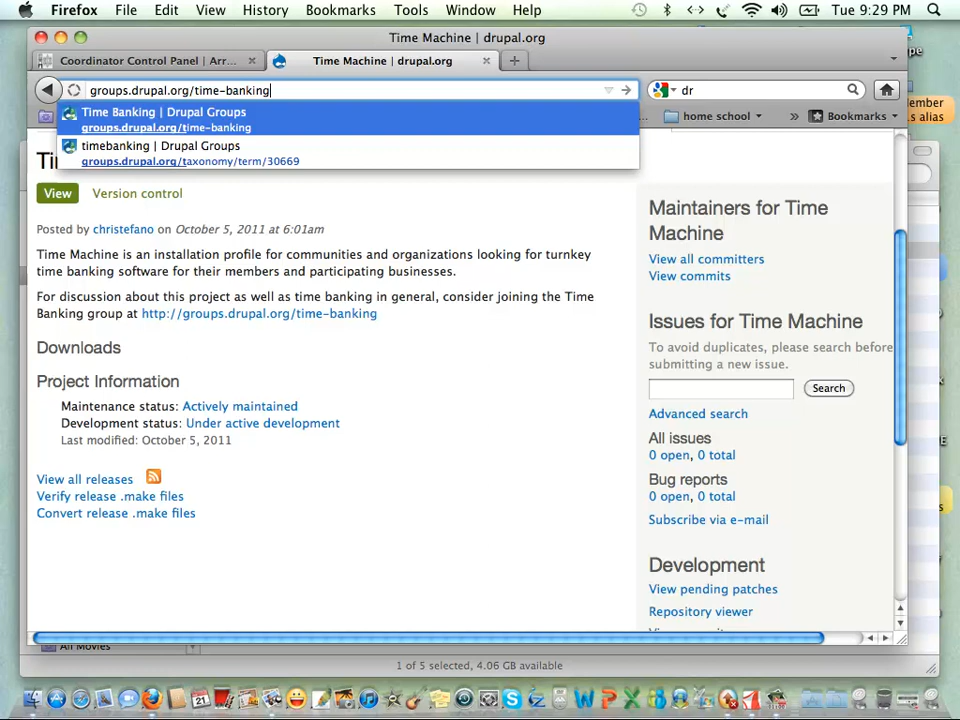 Firefox File Edit View History Bookmarks Tools Window Help Tue 9:29 PM
Time Machine | drupal.org
Coordinator Control Panel | Arr... Time Machine | drupal.org
groups.drupal.org/time-banking dr
Time Banking | Drupal Groups
groups.drupal.org/time-banking
timebanking | Drupal Groups
groups.drupal.org/taxonomy/term/30669
home school Bookmarks
View Version control
Posted by christefano on October 5, 2011 at 6:01am
Time Machine is an installation profile for communities and organizations looking for turnkey
time banking software for their members and participating businesses.
For discussion about this project as well as time banking in general, consider joining the Time
Banking group at http://groups.drupal.org/time-banking
Downloads
Project Information
Maintenance status: Actively maintained
Development status: Under active development
Last modified: October 5, 2011
View all releases
Verify release .make files
Convert release .make files
Maintainers for Time
Machine
View all committers
View commits
Issues for Time Machine
To avoid duplicates, please search before
submitting a new issue.
Search
Advanced search
All issues
0 open, 0 total
Bug reports
0 open, 0 total
Subscribe via e-mail
Development
View pending patches
Repository viewer
s alias
All Movies
1 of 5 selected, 4.06 GB available